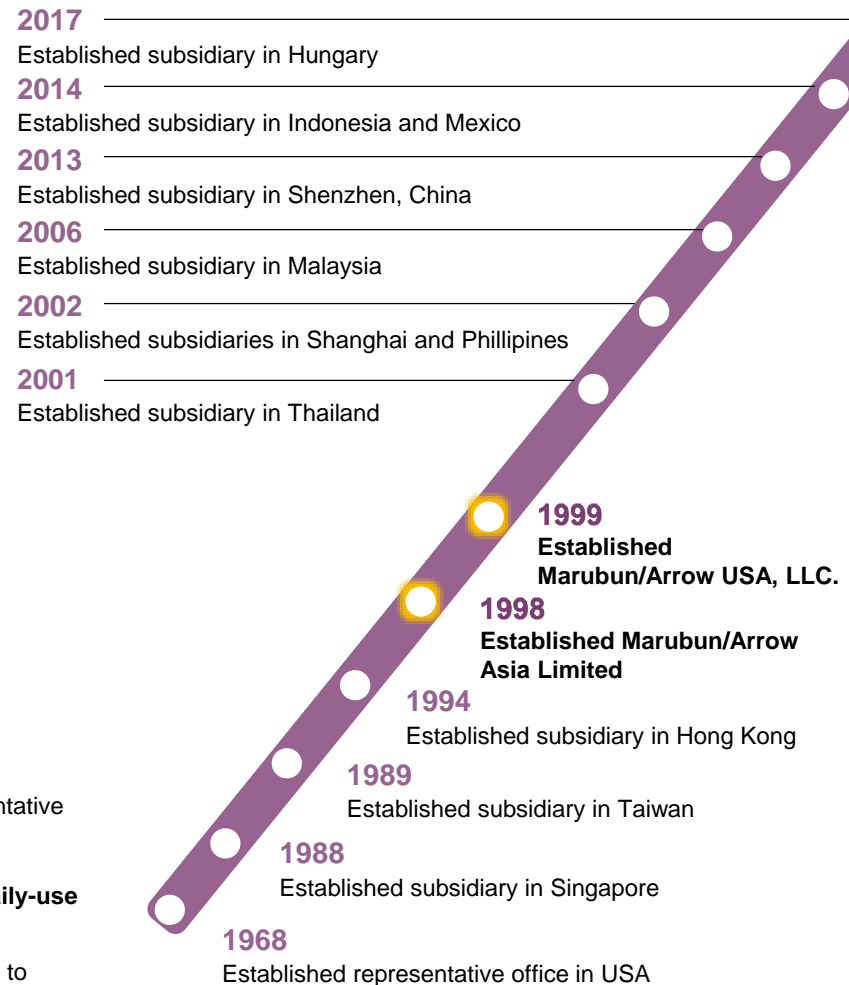 2017
Established subsidiary in Hungary
2014
Established subsidiary in Indonesia and Mexico
2013
Established subsidiary in Shenzhen, China
2006
Established subsidiary in Malaysia
2002
Established subsidiaries in Shanghai and Phillipines
2001
Established subsidiary in Thailand
1999
Established
Marubun/Arrow USA, LLC.
1998
Established Marubun/Arrow
Asia Limited
1994
Established subsidiary in Hong Kong
1989
Established subsidiary in Taiwan
1988
Established subsidiary in Singapore
1968
Established representative office in USA
to